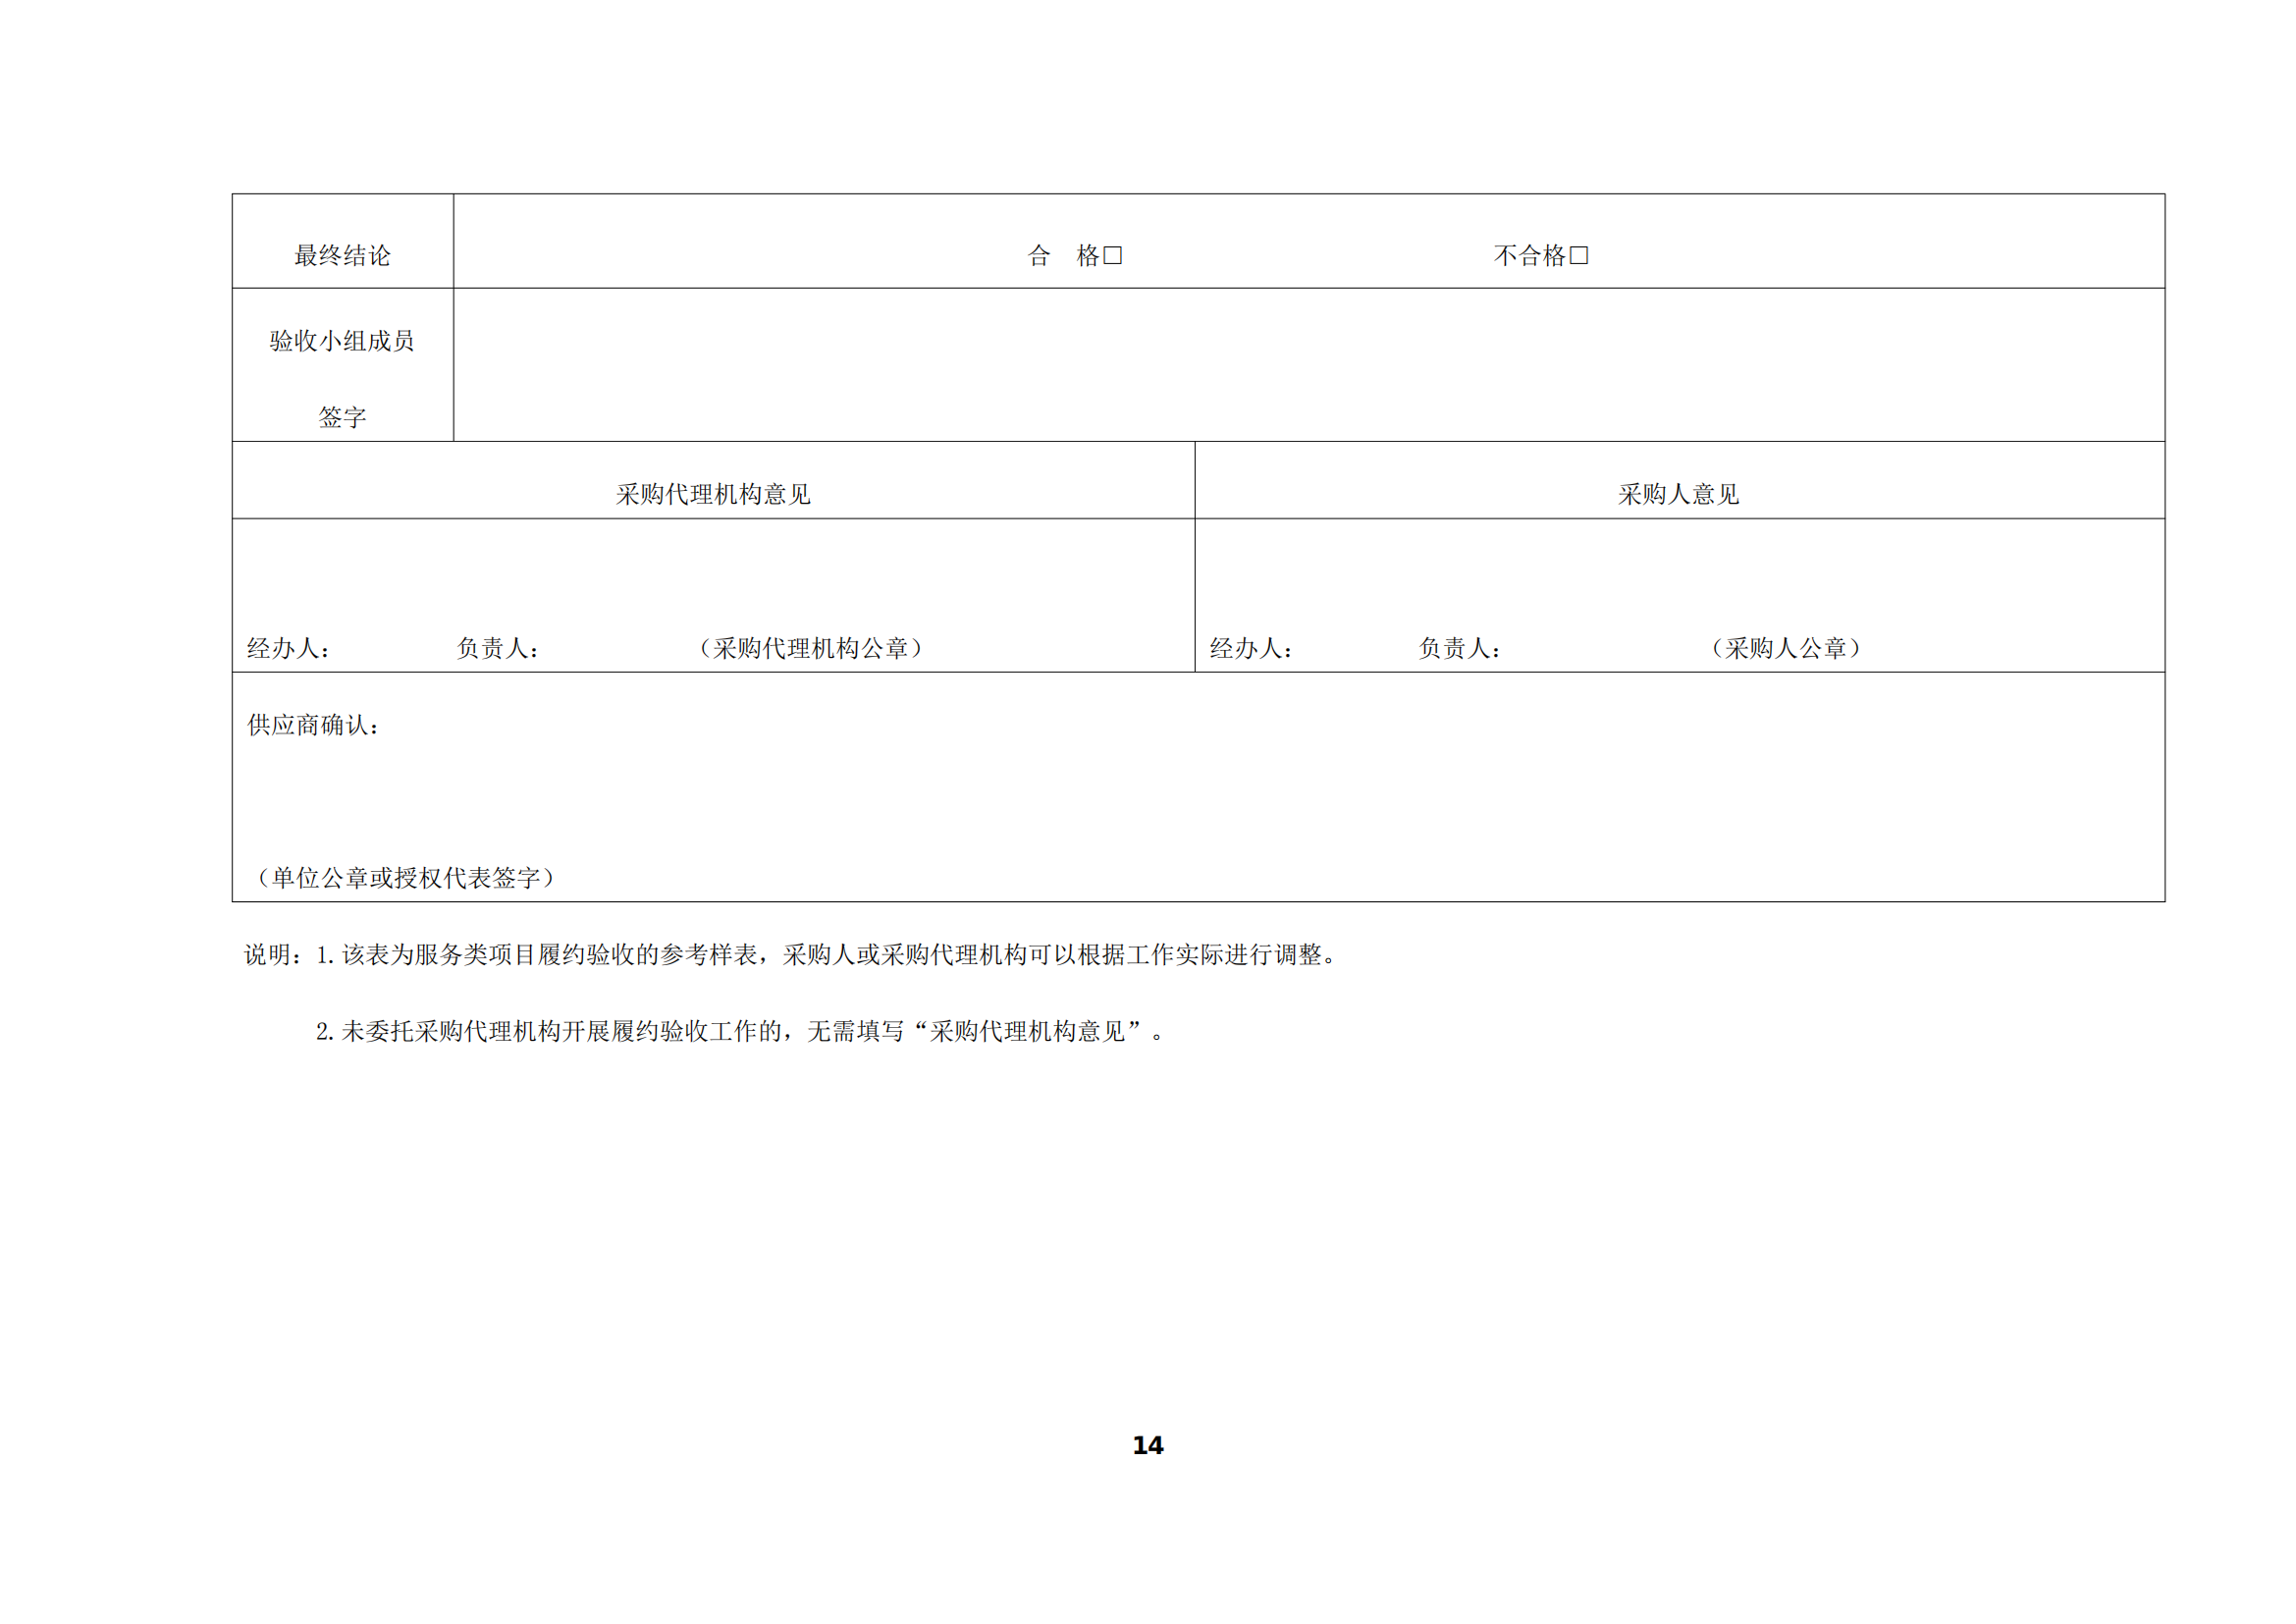 最终结论 合　格□ 不合格□
验收小组成员
签字
采购代理机构意见 采购人意见
经办人： 负责人： （采购代理机构公章） 经办人： 负责人： （采购人公章）
供应商确认：
（单位公章或授权代表签字）
说明：1.该表为服务类项目履约验收的参考样表，采购人或采购代理机构可以根据工作实际进行调整。
2.未委托采购代理机构开展履约验收工作的，无需填写“采购代理机构意见”。
14